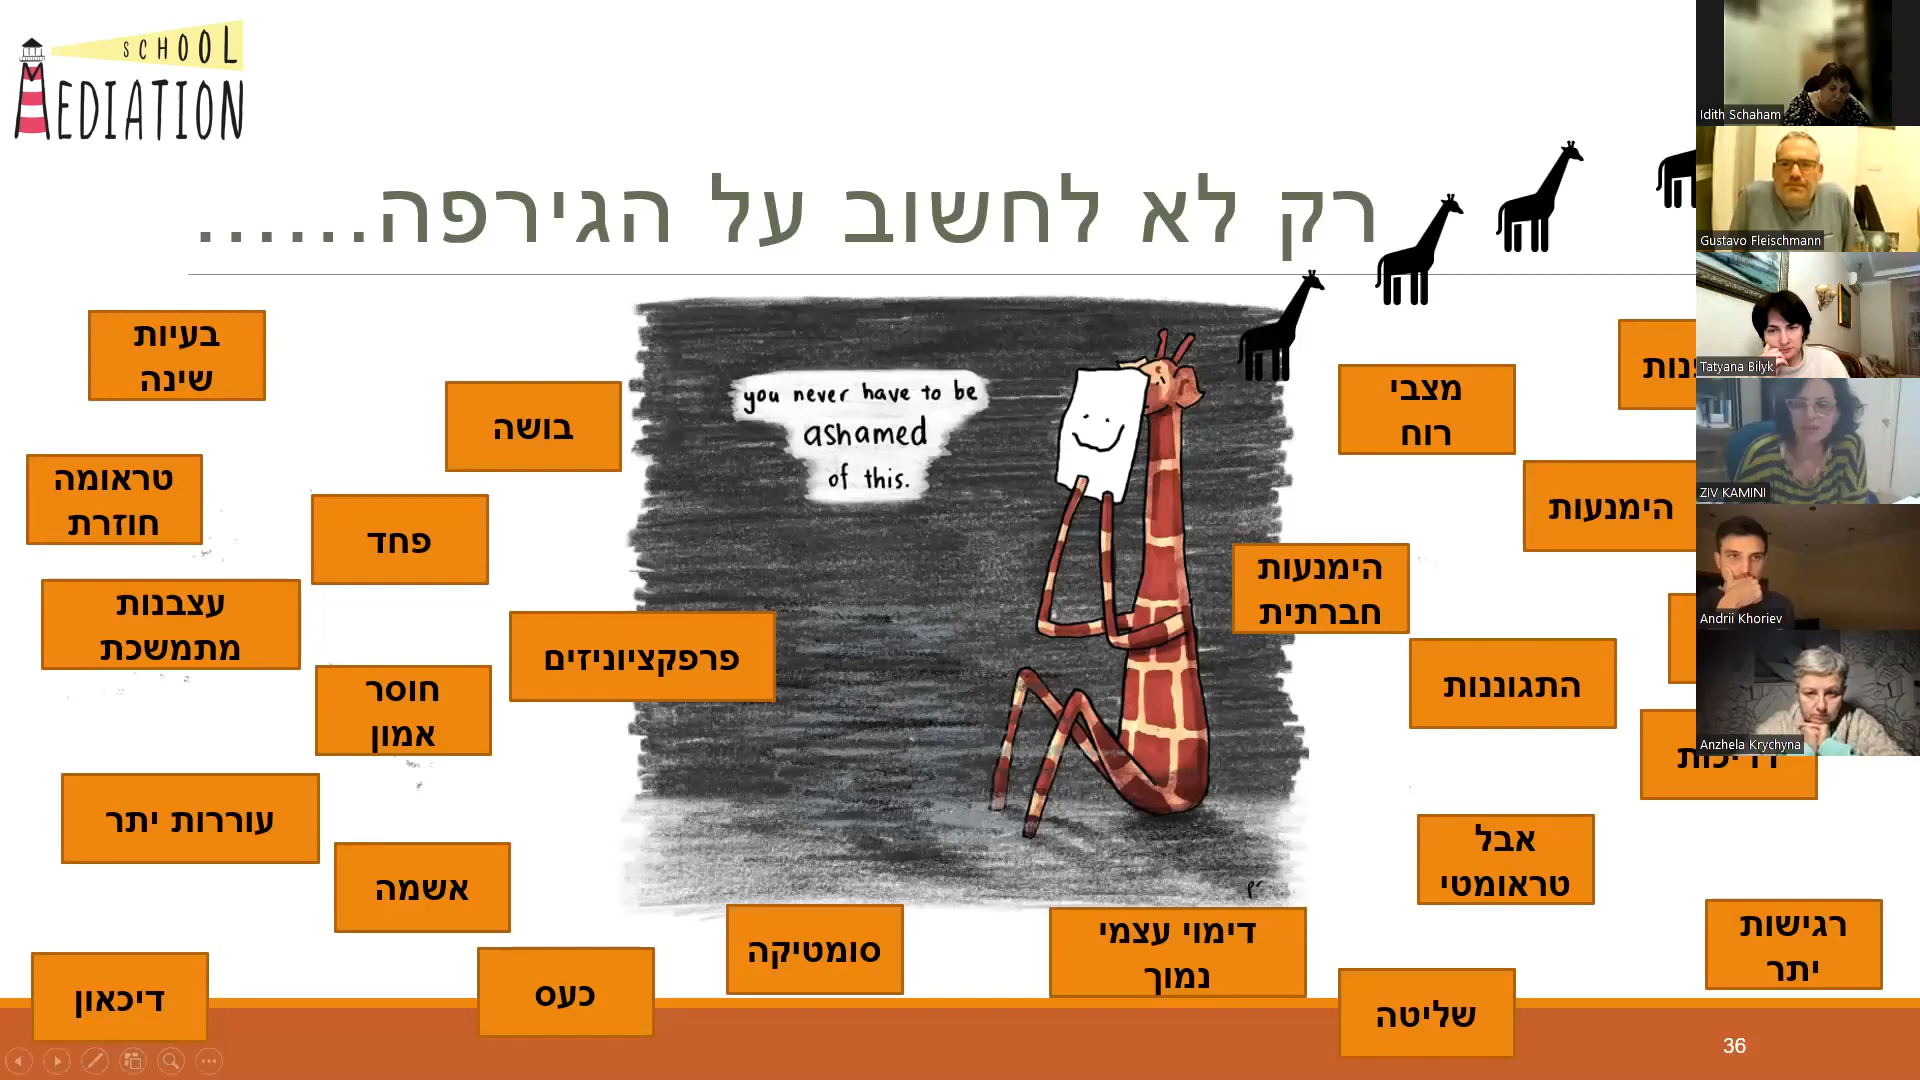 SCHOOL
MEDIATION
רק לא לחשוב על הגירפה......
you never have to be
ashamed
of this.
בעיות
שינה
בושה
טראומה
חוזרת
פחד
עצבנות
מתמשכת
חוסר
אמון
פרפקציוניזים
עוררות יתר
אשמה
דיכאון
כעס
סומטיקה
דימוי עצמי
נמוך
מצבי
רוח
הימנעות
הימנעות
חברתית
התגוננות
אבל
טראומטי
רגישות
יתר
שליטה
36
Idith Schaham
Gustavo Fleischmann
Tatyana Bilyk
ZIV KAMINI
Andrii Khoriev
Anzhela Krychyna